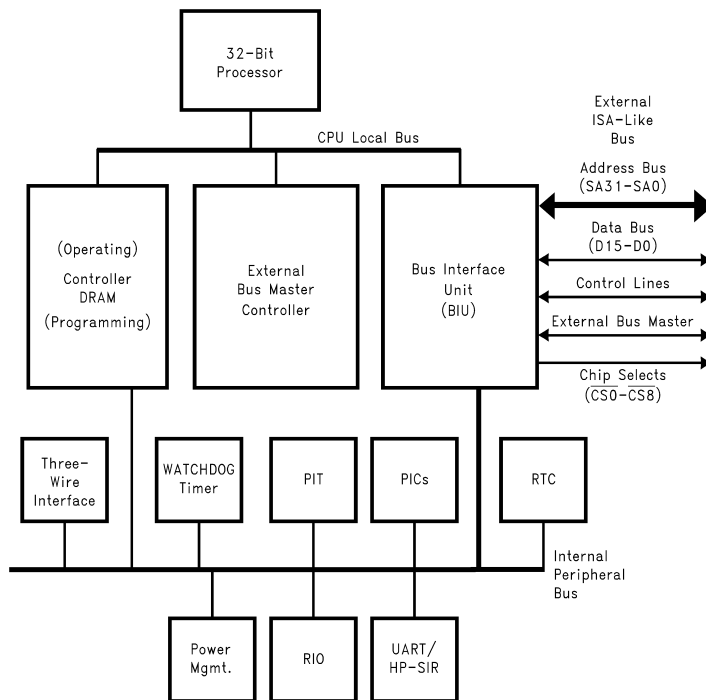 32-Bit
Processor
CPU Local Bus
External
ISA-Like
Bus
Address Bus
(SA31-SA0)
Data Bus
(D15-D0)
Control Lines
External Bus Master
Chip Selects
(C̅S̅0̅-C̅S̅8̅)
(Operating)
Controller
DRAM
(Programming)
External
Bus Master
Controller
Bus Interface
Unit
(BIU)
Three-
Wire
Interface
WATCHDOG
Timer
PIT
PICs
RTC
Internal
Peripheral
Bus
Power
Mgmt.
RIO
UART/
HP-SIR